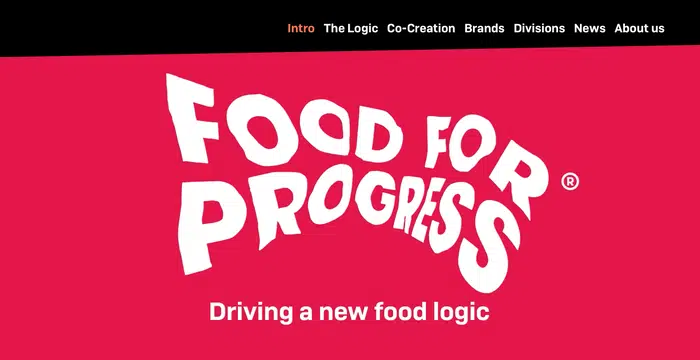 Intro The Logic Co-Creation Brands Divisions News About us
FOOD FOR
PROGRESS ®
Driving a new food logic